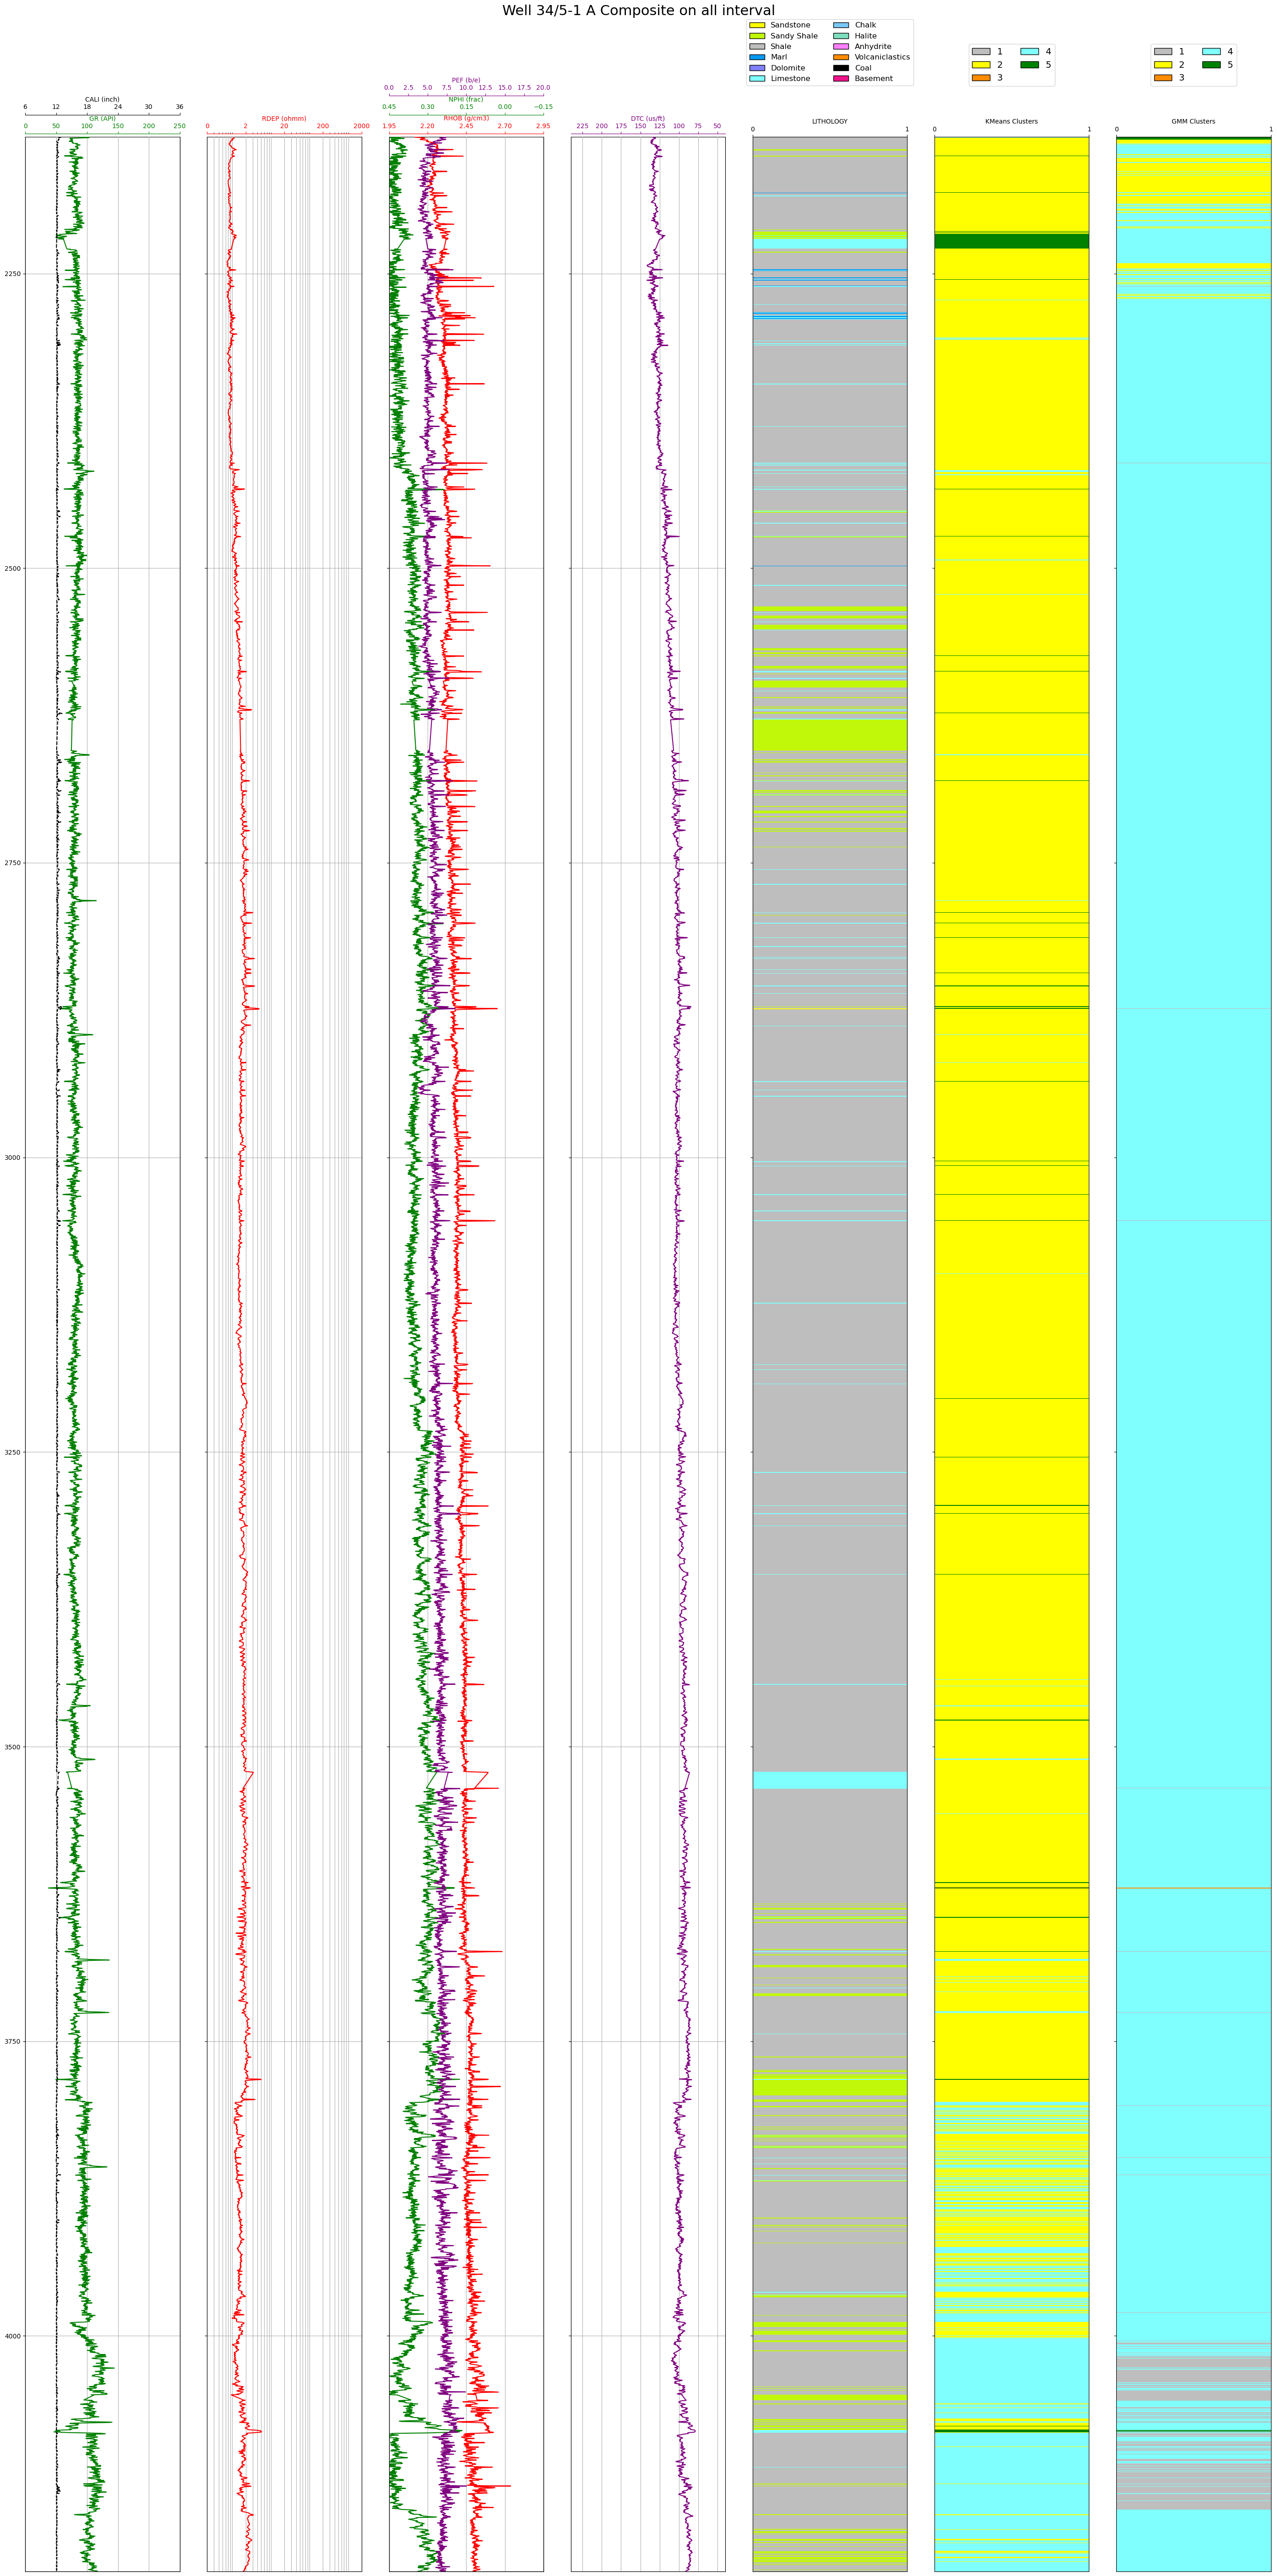 Well 34/5-1 A Composite on all interval
Sandstone Chalk
Sandy Shale Halite
Shale Anhydrite
Marl Volcaniclastics
Dolomite Coal
Limestone Basement
1 4
2 5
3
1 4
2 5
3
PEF (b/e)
0.0 2.5 5.0 7.5 10.0 12.5 15.0 17.5 20.0
CALI (inch)
6 12 18 24 30 36
NPHI (frac)
0.45 0.30 0.15 0.00 −0.15
GR (API)
0 50 100 150 200 250
RDEP (ohmm)
0 2 20 200 2000
RHOB (g/cm3)
1.95 2.20 2.45 2.70 2.95
DTC (us/ft)
225 200 175 150 125 100 75 50
LITHOLOGY
0 1
KMeans Clusters
0 1
GMM Clusters
0 1
2250
2500
2750
3000
3250
3500
3750
4000